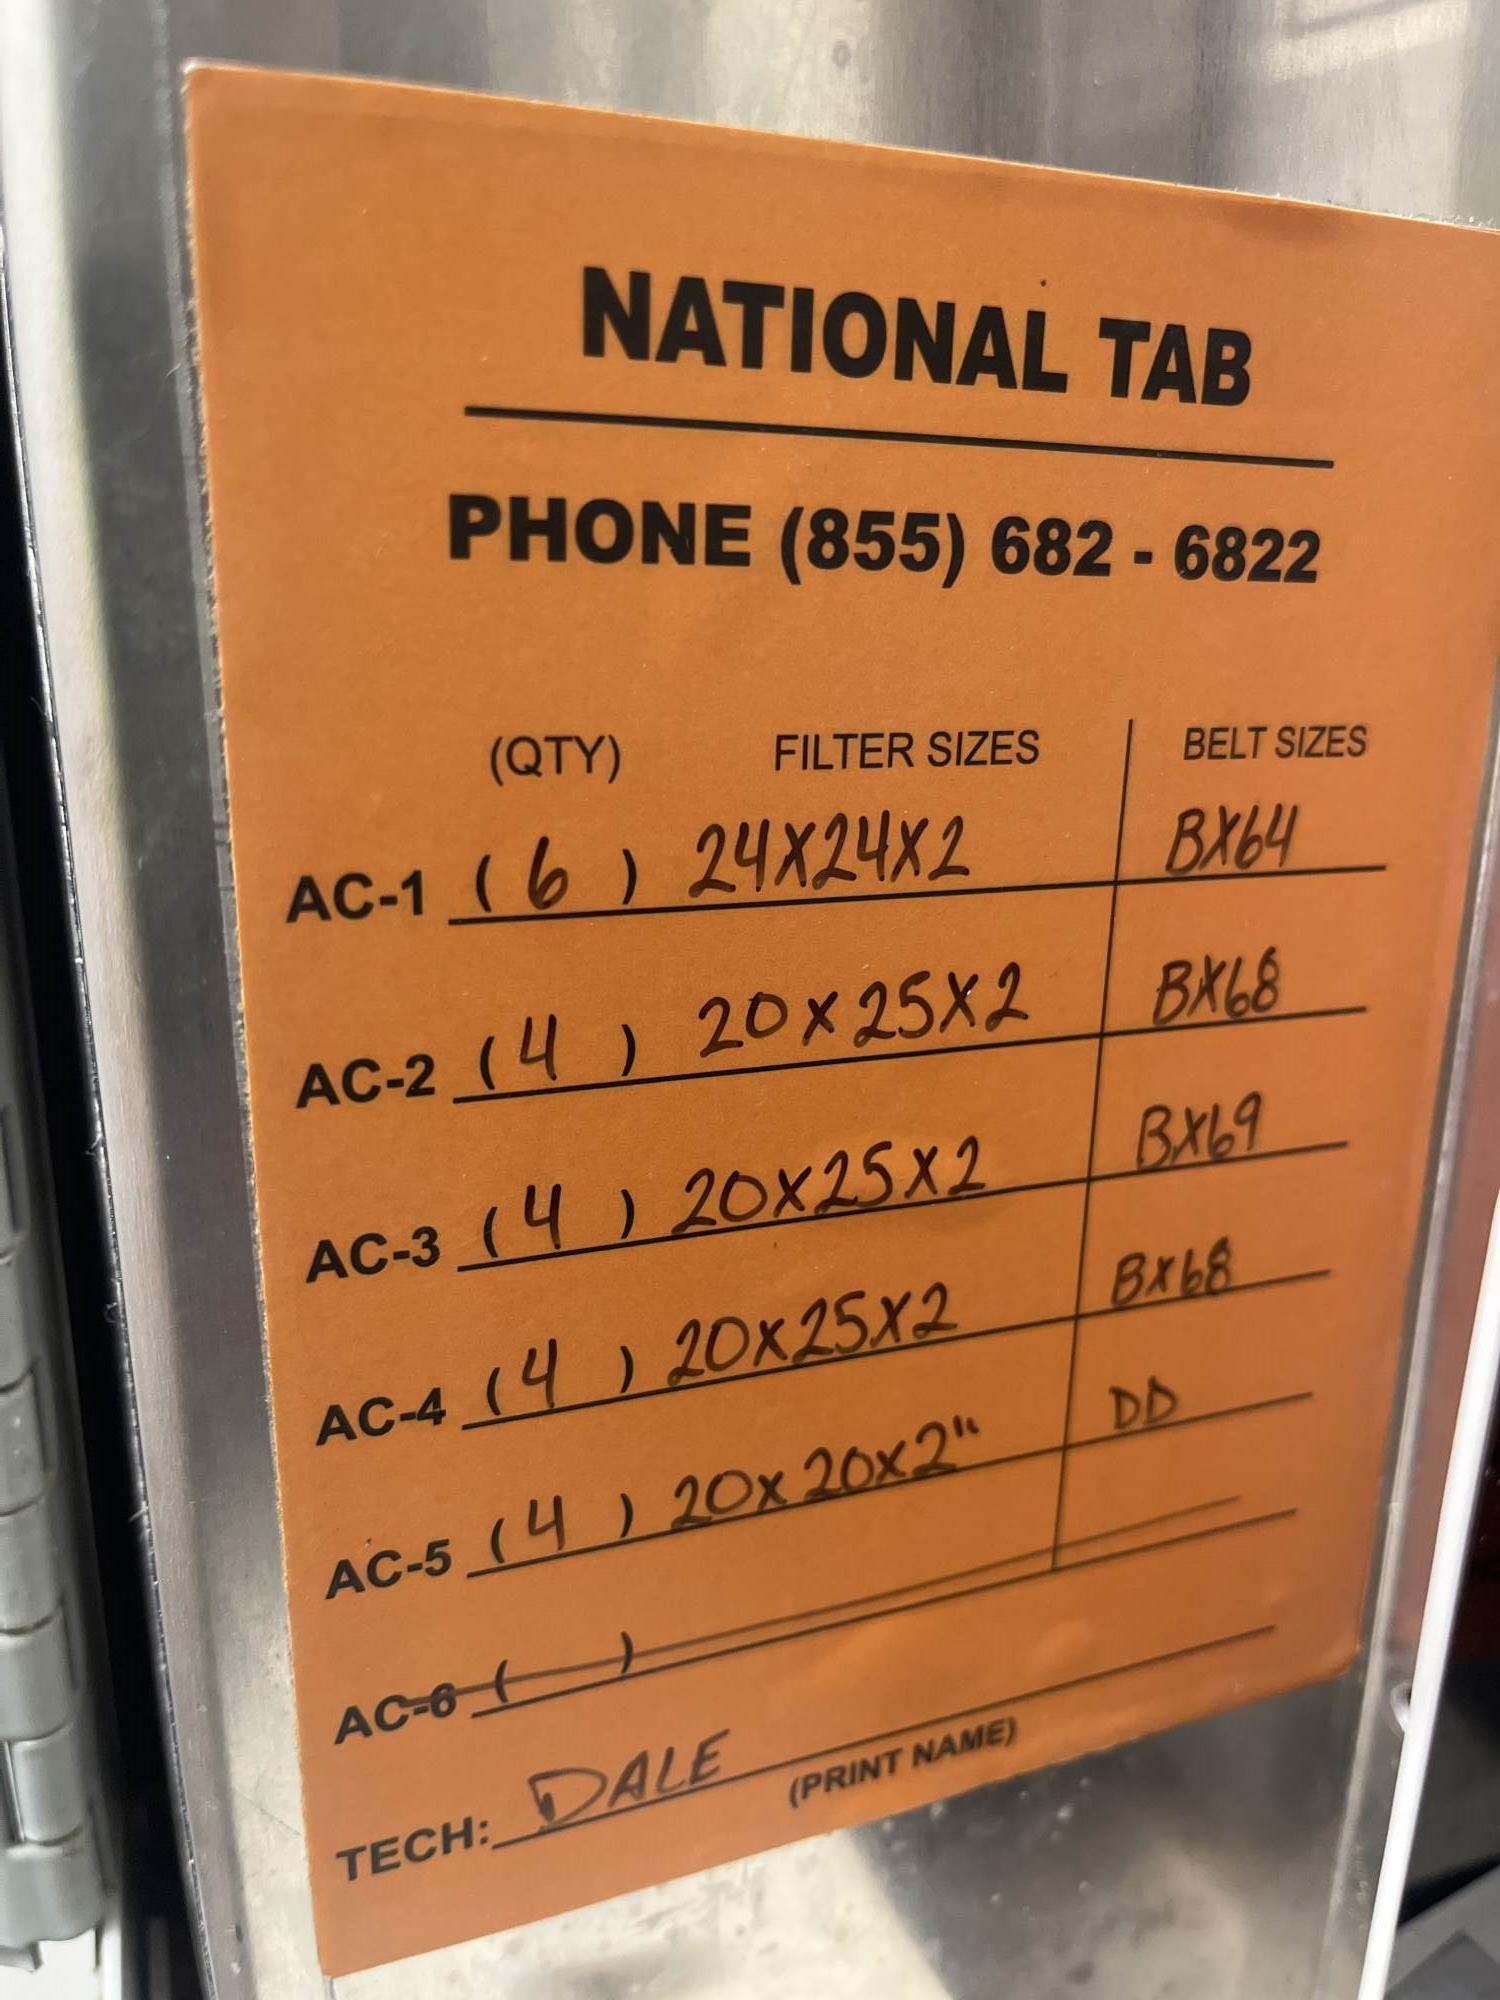 NATIONAL TAB
PHONE (855) 682 - 6822
(QTY) FILTER SIZES BELT SIZES
AC-1 ( 6 ) 24X24X2 BX64
AC-2 ( 4 ) 20X25X2 BX68
AC-3 ( 4 ) 20X25X2 BX69
AC-4 ( 4 ) 20X25X2 BX68
AC-5 ( 4 ) 20X20X2" DD
AC-6 ( )
TECH: DALE
(PRINT NAME)